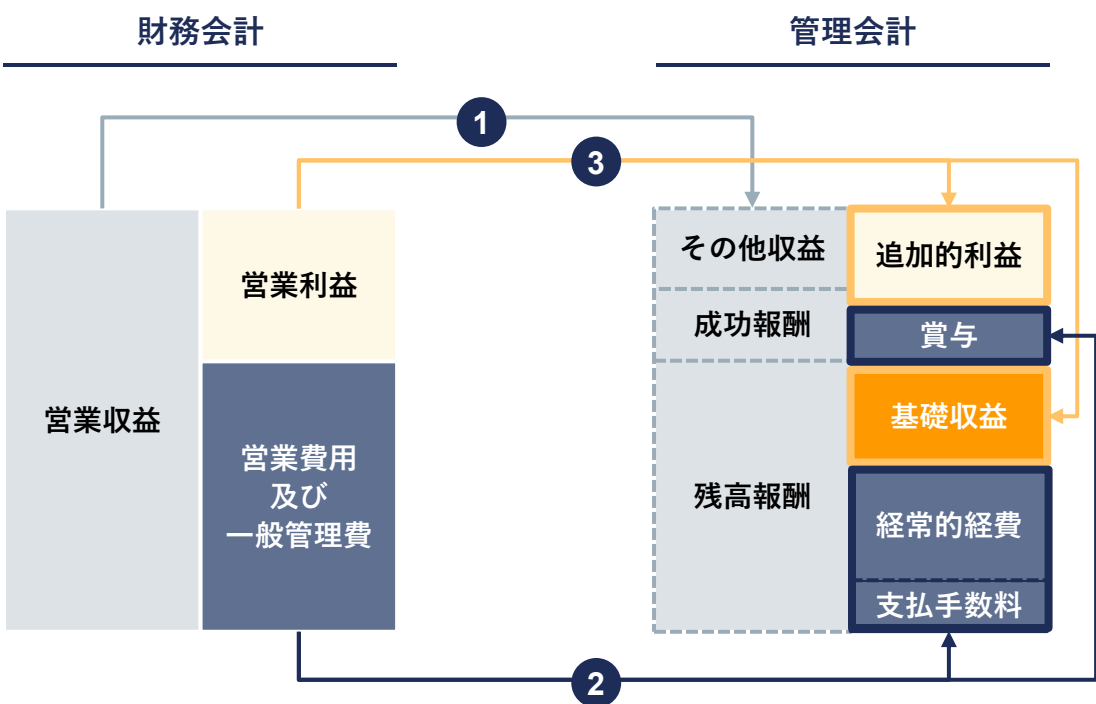 財務会計
管理会計
1
3
営業収益
営業利益
営業費用
及び
一般管理費
その他収益
成功報酬
残高報酬
追加的利益
賞与
基礎収益
経常的経費
支払手数料
2